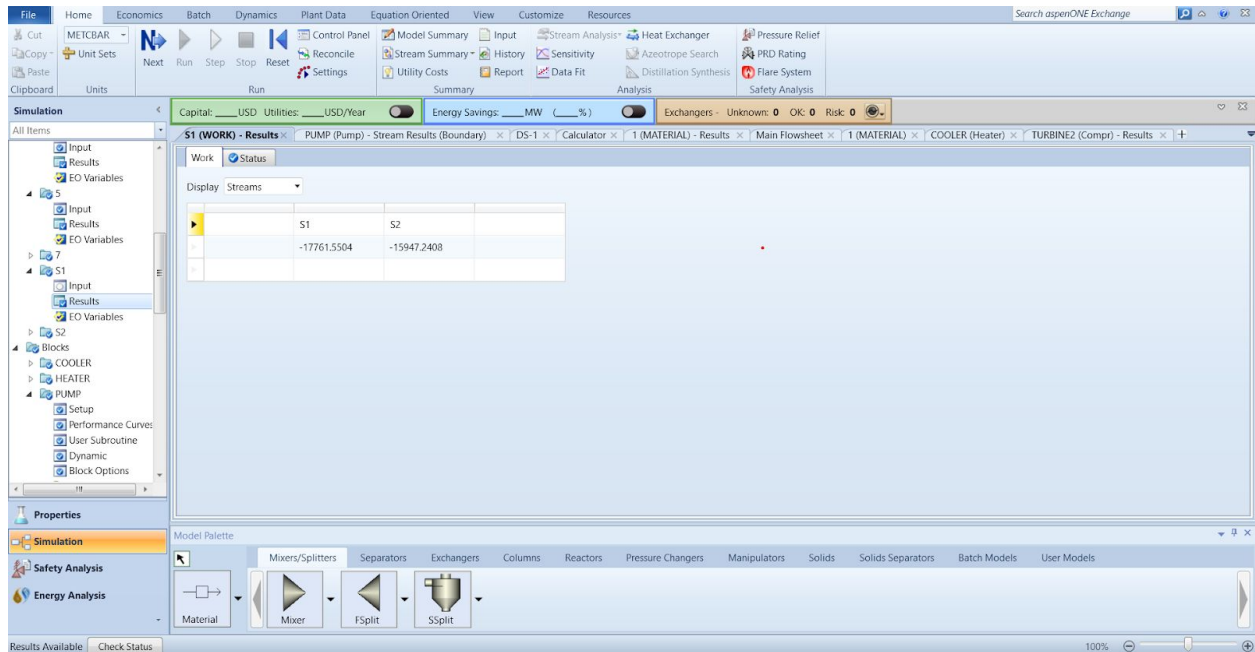 File Home Economics Batch Dynamics Plant Data Equation Oriented View Customize Resources Search aspenONE Exchange
Cut METCBAR Control Panel Model Summary Input Stream Analysis Heat Exchanger Pressure Relief
Copy Unit Sets Reconcile Stream Summary History Sensitivity Azeotrope Search PRD Rating
Next Run Step Stop Reset
Paste Settings Utility Costs Report Data Fit Distillation Synthesis Flare System
Clipboard Units Run Summary Analysis Safety Analysis
Simulation
Capital: ____USD Utilities: ____USD/Year Energy Savings: ____MW (____%) Exchangers - Unknown: 0 OK: 0 Risk: 0
All Items
S1 (WORK) - Results PUMP (Pump) - Stream Results (Boundary) DS-1 Calculator 1 (MATERIAL) - Results Main Flowsheet 1 (MATERIAL) COOLER (Heater) TURBINE2 (Compr) - Results +
Input
Results
EO Variables
5
Input
Results
EO Variables
7
S1
Input
Results
EO Variables
S2
Blocks
COOLER
HEATER
PUMP
Setup
Performance Curves
User Subroutine
Dynamic
Block Options
Work Status
Display Streams
S1 S2
-17761.5504 -15947.2408
Properties
Simulation
Safety Analysis
Energy Analysis
Model Palette
Mixers/Splitters Separators Exchangers Columns Reactors Pressure Changers Manipulators Solids Solids Separators Batch Models User Models
Material Mixer FSplit SSplit
Results Available Check Status 100%